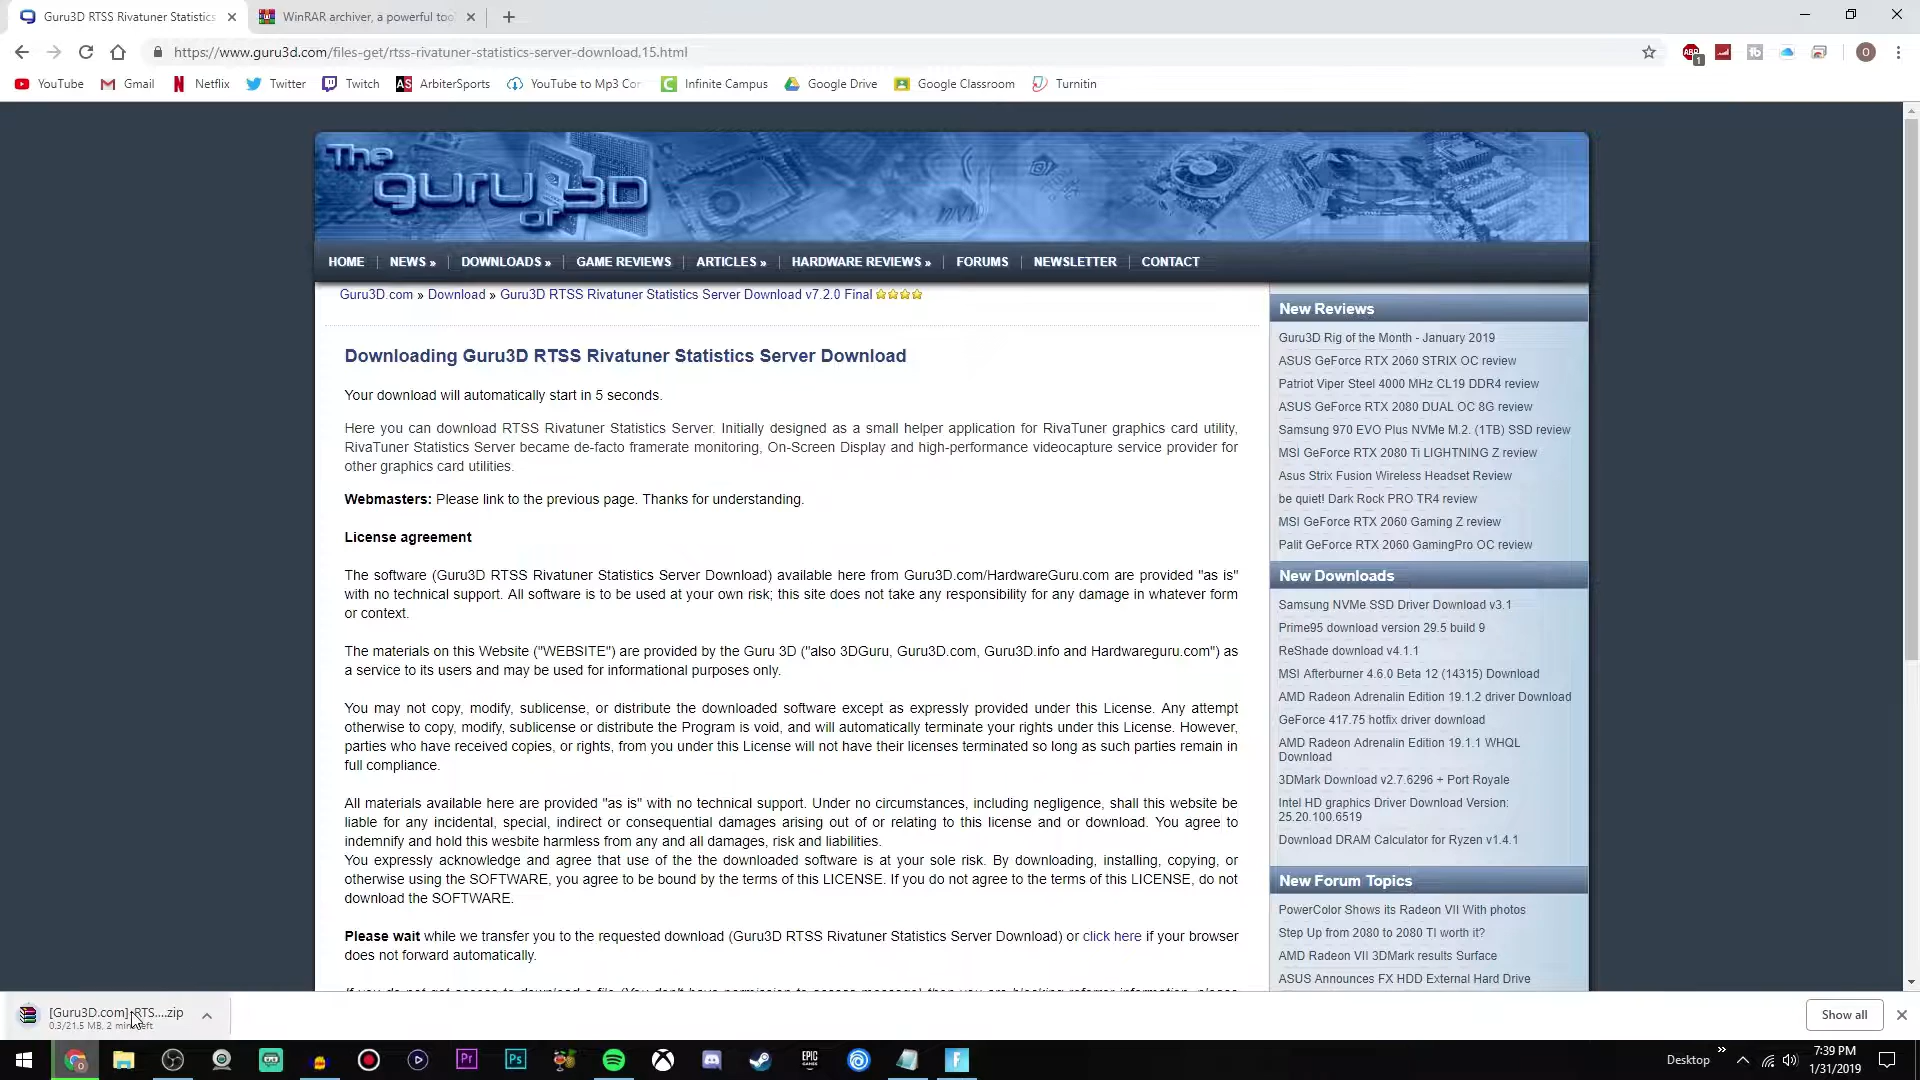 Guru3D RTSS Rivatuner Statistics
WinRAR archiver, a powerful too
https://www.guru3d.com/files-get/rtss-rivatuner-statistics-server-download,15.html
YouTube
Gmail
Netflix
Twitter
Twitch
AS ArbiterSports
YouTube to Mp3 Con
Infinite Campus
Google Drive
Google Classroom
Turnitin
The
guru
of 3D
HOME
NEWS »
DOWNLOADS »
GAME REVIEWS
ARTICLES »
HARDWARE REVIEWS »
FORUMS
NEWSLETTER
CONTACT
Guru3D.com » Download » Guru3D RTSS Rivatuner Statistics Server Download v7.2.0 Final
Downloading Guru3D RTSS Rivatuner Statistics Server Download
Your download will automatically start in 5 seconds.
Here you can download RTSS Rivatuner Statistics Server. Initially designed as a small helper application for RivaTuner graphics card utility,
RivaTuner Statistics Server became de-facto framerate monitoring, On-Screen Display and high-performance videocapture service provider for
other graphics card utilities.
Webmasters: Please link to the previous page. Thanks for understanding.
License agreement
The software (Guru3D RTSS Rivatuner Statistics Server Download) available here from Guru3D.com/HardwareGuru.com are provided "as is"
with no technical support. All software is to be used at your own risk; this site does not take any responsibility for any damage in whatever form
or context.
The materials on this Website ("WEBSITE") are provided by the Guru 3D ("also 3DGuru, Guru3D.com, Guru3D.info and Hardwareguru.com") as
a service to its users and may be used for informational purposes only.
You may not copy, modify, sublicense, or distribute the downloaded software except as expressly provided under this License. Any attempt
otherwise to copy, modify, sublicense or distribute the Program is void, and will automatically terminate your rights under this License. However,
parties who have received copies, or rights, from you under this License will not have their licenses terminated so long as such parties remain in
full compliance.
All materials available here are provided "as is" with no technical support. Under no circumstances, including negligence, shall this website be
liable for any incidental, special, indirect or consequential damages arising out of or relating to this license and or download. You agree to
indemnify and hold this wesbite harmless from any and all damages, risk and liabilities.
You expressly acknowledge and agree that use of the the downloaded software is at your sole risk. By downloading, installing, copying, or
otherwise using the SOFTWARE, you agree to be bound by the terms of this LICENSE. If you do not agree to the terms of this LICENSE, do not
download the SOFTWARE.
Please wait while we transfer you to the requested download (Guru3D RTSS Rivatuner Statistics Server Download) or click here if your browser
does not forward automatically.
New Reviews
Guru3D Rig of the Month - January 2019
ASUS GeForce RTX 2060 STRIX OC review
Patriot Viper Steel 4000 MHz CL19 DDR4 review
ASUS GeForce RTX 2080 DUAL OC 8G review
Samsung 970 EVO Plus NVMe M.2. (1TB) SSD review
MSI GeForce RTX 2080 Ti LIGHTNING Z review
Asus Strix Fusion Wireless Headset Review
be quiet! Dark Rock PRO TR4 review
MSI GeForce RTX 2060 Gaming Z review
Palit GeForce RTX 2060 GamingPro OC review
New Downloads
Samsung NVMe SSD Driver Download v3.1
Prime95 download version 29.5 build 9
ReShade download v4.1.1
MSI Afterburner 4.6.0 Beta 12 (14315) Download
AMD Radeon Adrenalin Edition 19.1.2 driver Download
GeForce 417.75 hotfix driver download
AMD Radeon Adrenalin Edition 19.1.1 WHQL
Download
3DMark Download v2.7.6296 + Port Royale
Intel HD graphics Driver Download Version:
25.20.100.6519
Download DRAM Calculator for Ryzen v1.4.1
New Forum Topics
PowerColor Shows its Radeon VII With photos
Step Up from 2080 to 2080 TI worth it?
AMD Radeon VII 3DMark results Surface
ASUS Announces FX HDD External Hard Drive
[Guru3D.com]-RTS....zip
0.3/21.5 MB, 2 min left
Show all
Pr
Ps
EPIC
GAMES
Desktop
7:39 PM
1/31/2019